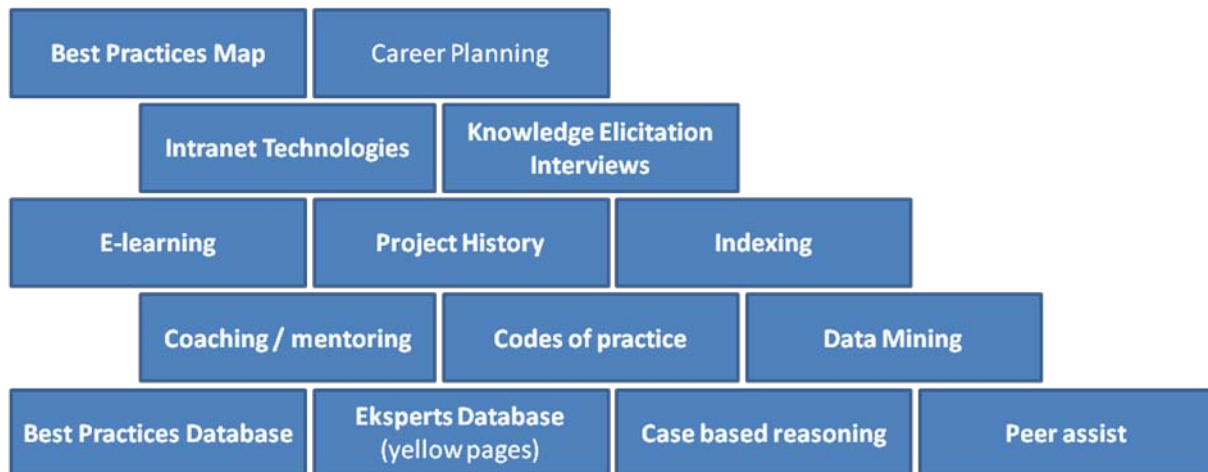 Best Practices Map
Career Planning
Intranet Technologies
Knowledge Elicitation
Interviews
E-learning
Project History
Indexing
Coaching / mentoring
Codes of practice
Data Mining
Best Practices Database
Eksperts Database
(yellow pages)
Case based reasoning
Peer assist